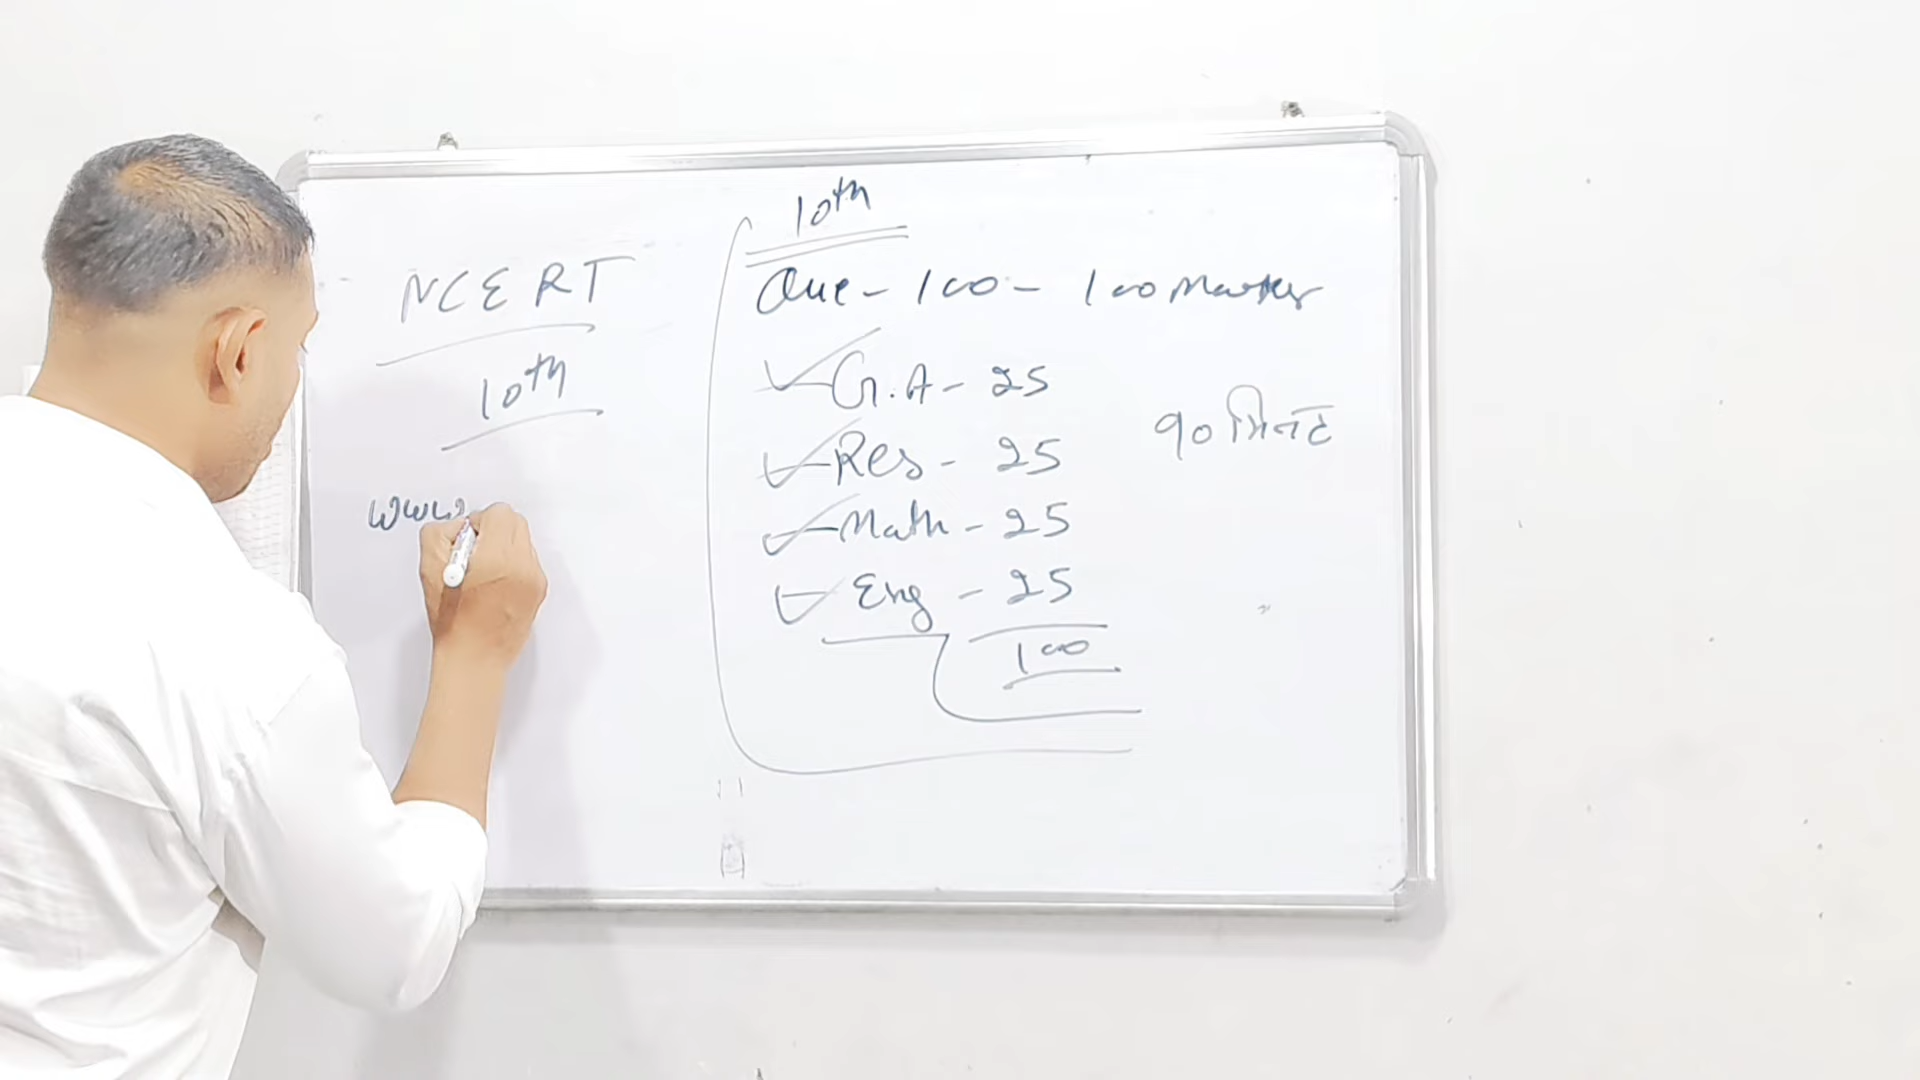 NCERT
10th
www
10th
Que - 100 - 100 Marks
G.A - 25
Res - 25
Math - 25
Eng - 25
100
90 मिनट